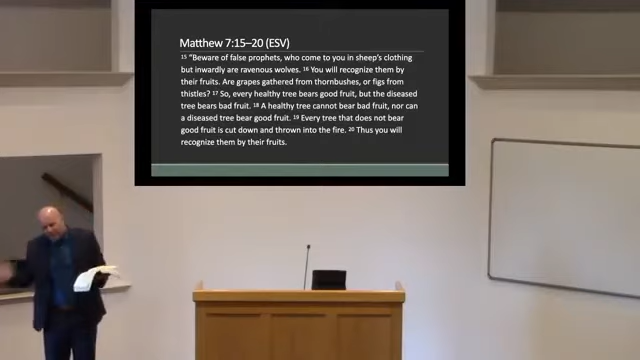 Matthew 7:15–20 (ESV)
15 "Beware of false prophets, who come to you in sheep's clothing
but inwardly are ravenous wolves. 16 You will recognize them by
their fruits. Are grapes gathered from thornbushes, or figs from
thistles? 17 So, every healthy tree bears good fruit, but the diseased
tree bears bad fruit. 18 A healthy tree cannot bear bad fruit, nor can
a diseased tree bear good fruit. 19 Every tree that does not bear
good fruit is cut down and thrown into the fire. 20 Thus you will
recognize them by their fruits.